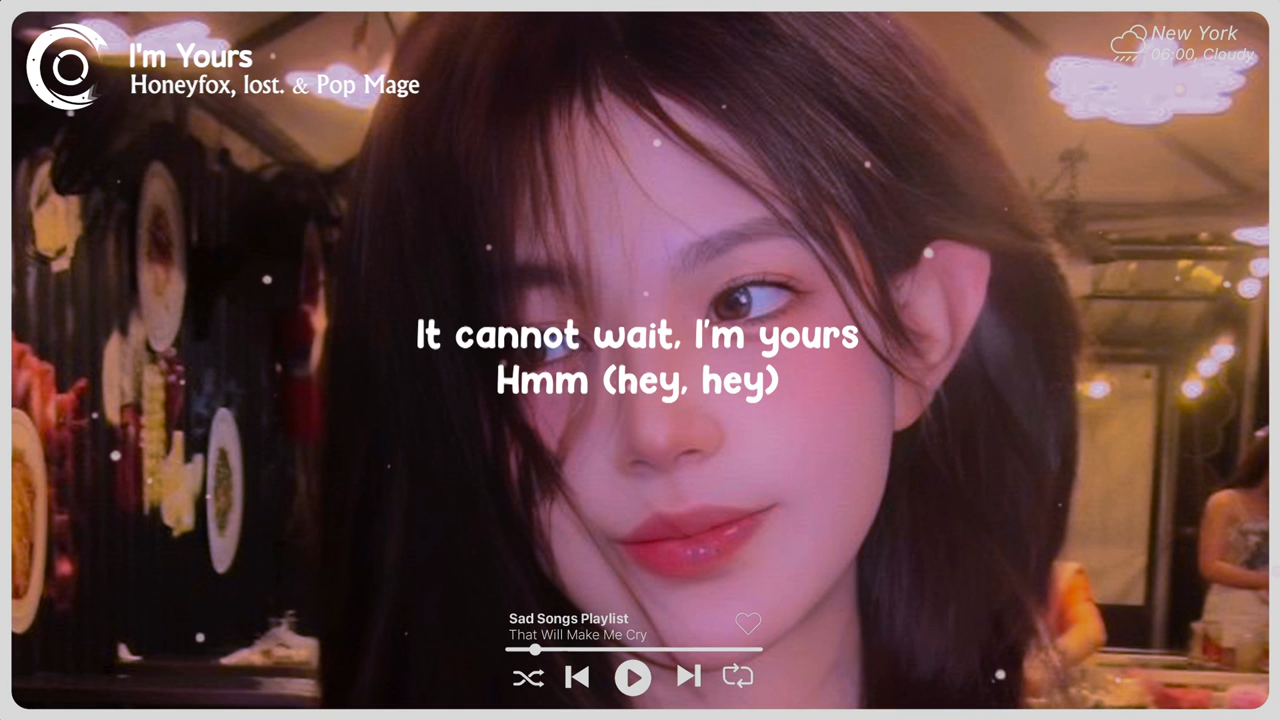 I'm Yours
Honeyfox, lost. & Pop Mage
New York
06:00, Cloudy
It cannot wait, I'm yours
Hmm (hey, hey)
Sad Songs Playlist
That Will Make Me Cry